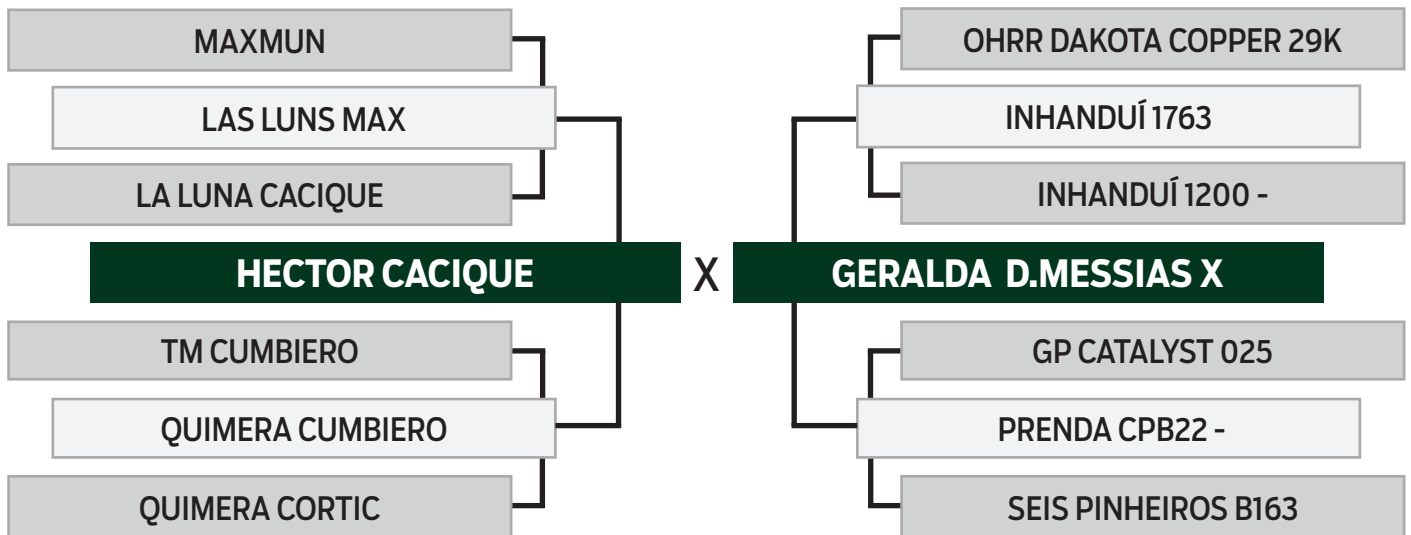 MAXMUN
OHRR DAKOTA COPPER 29K
LAS LUNS MAX
INHANDUÍ 1763
LA LUNA CACIQUE
INHANDUÍ 1200 -
HECTOR CACIQUE X GERALDA D.MESSIAS X
TM CUMBIERO
GP CATALYST 025
QUIMERA CUMBIERO
PRENDA CPB22 -
QUIMERA CORTIC
SEIS PINHEIROS B163